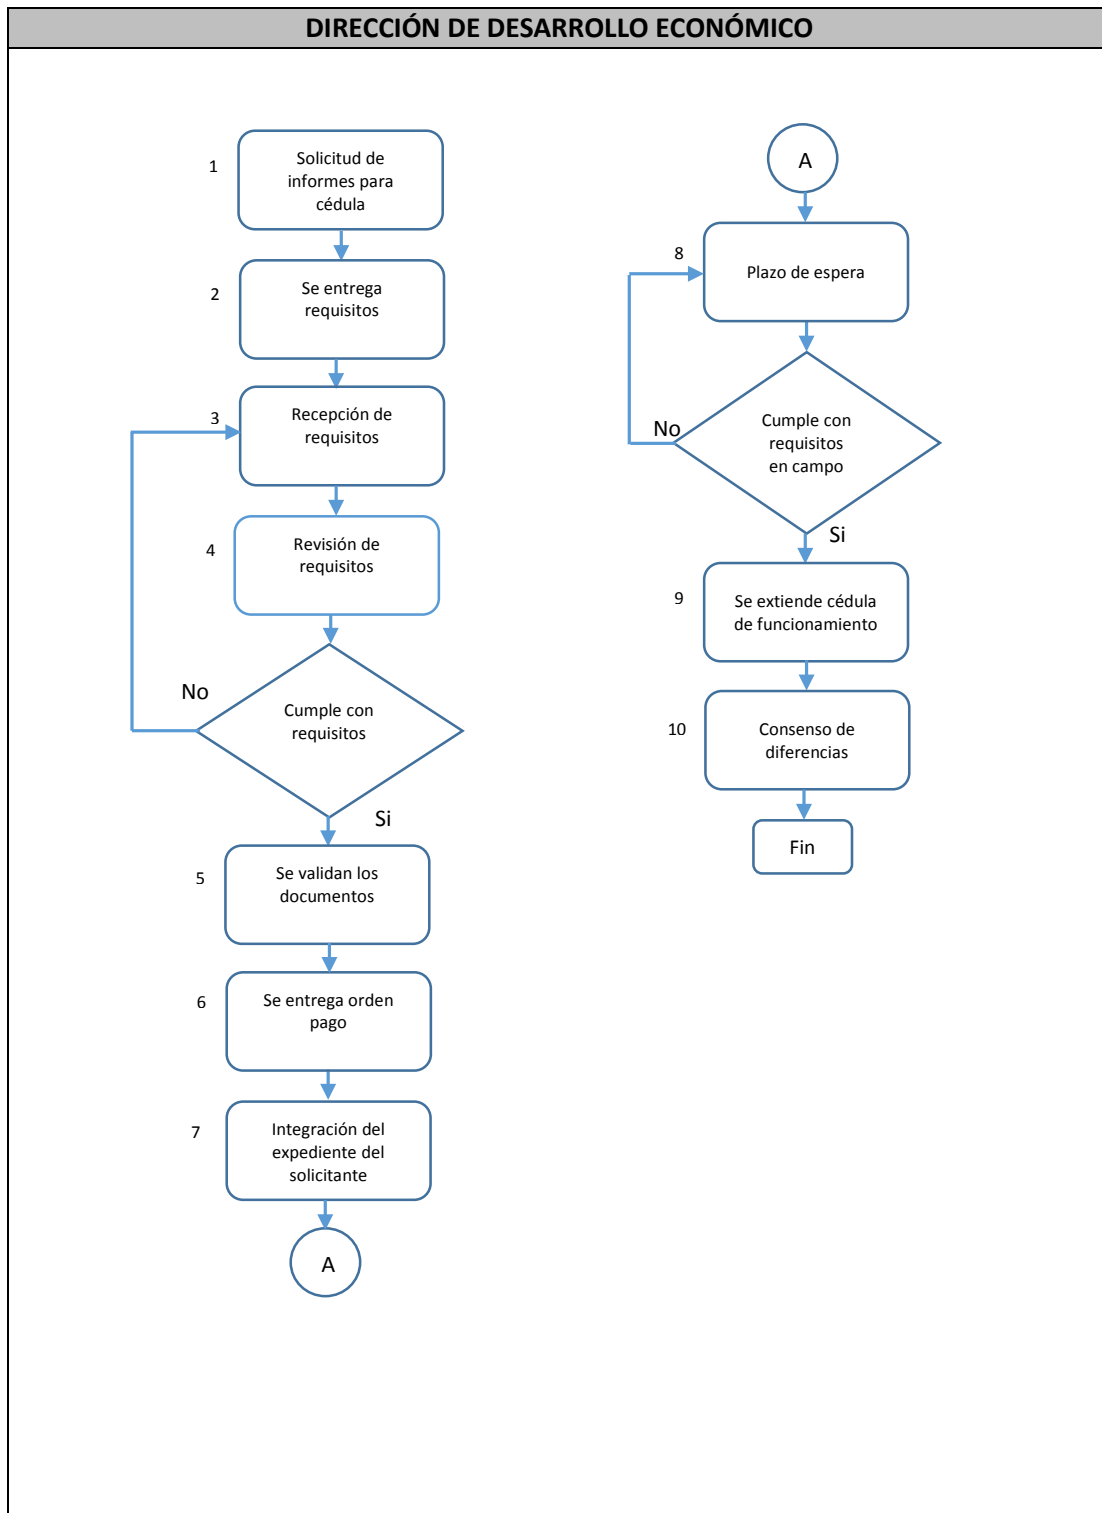 DIRECCIÓN DE DESARROLLO ECONÓMICO
1
Solicitud de
informes para
cédula
2
Se entrega
requisitos
3
Recepción de
requisitos
4
Revisión de
requisitos
No
Cumple con
requisitos
Si
5
Se validan los
documentos
6
Se entrega orden
pago
7
Integración del
expediente del
solicitante
A
A
8
Plazo de espera
No
Cumple con
requisitos
en campo
Si
9
Se extiende cédula
de funcionamiento
10
Consenso de
diferencias
Fin